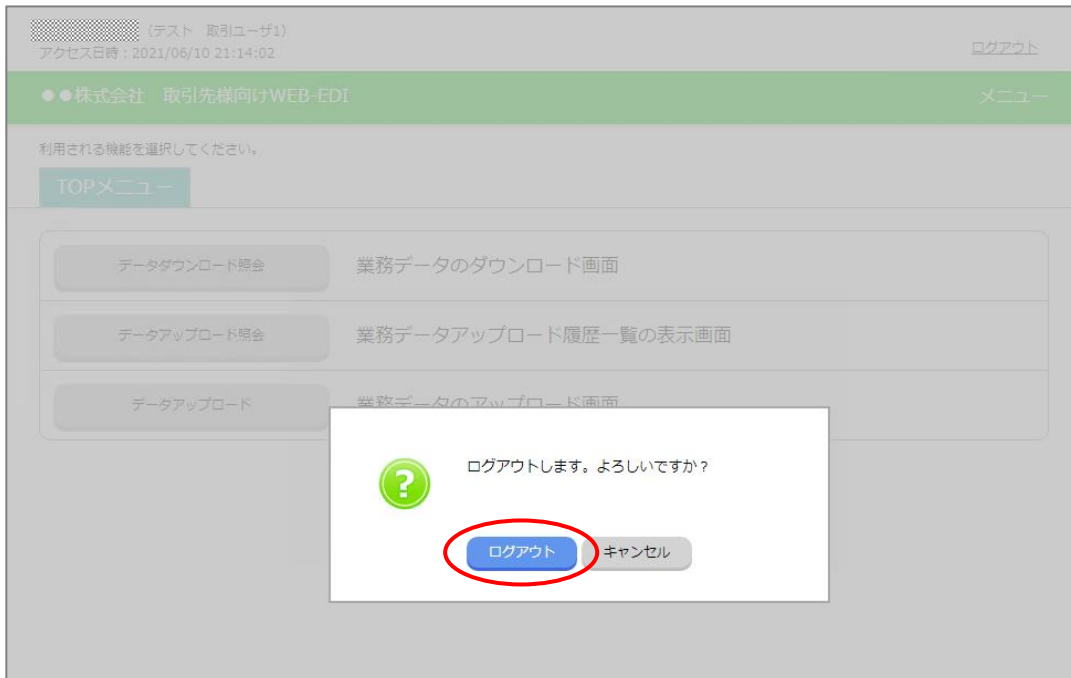 (テスト 取引ユーザ1)
アクセス日時：2021/06/10 21:14:02
ログアウト
●●株式会社 取引先様向けWEB-EDI
メニュー
利用される機能を選択してください。
TOPメニュー
データダウンロード照会
業務データのダウンロード画面
データアップロード照会
業務データアップロード履歴一覧の表示画面
データアップロード
業務データのアップロード画面
ログアウトします。よろしいですか？
ログアウト
キャンセル